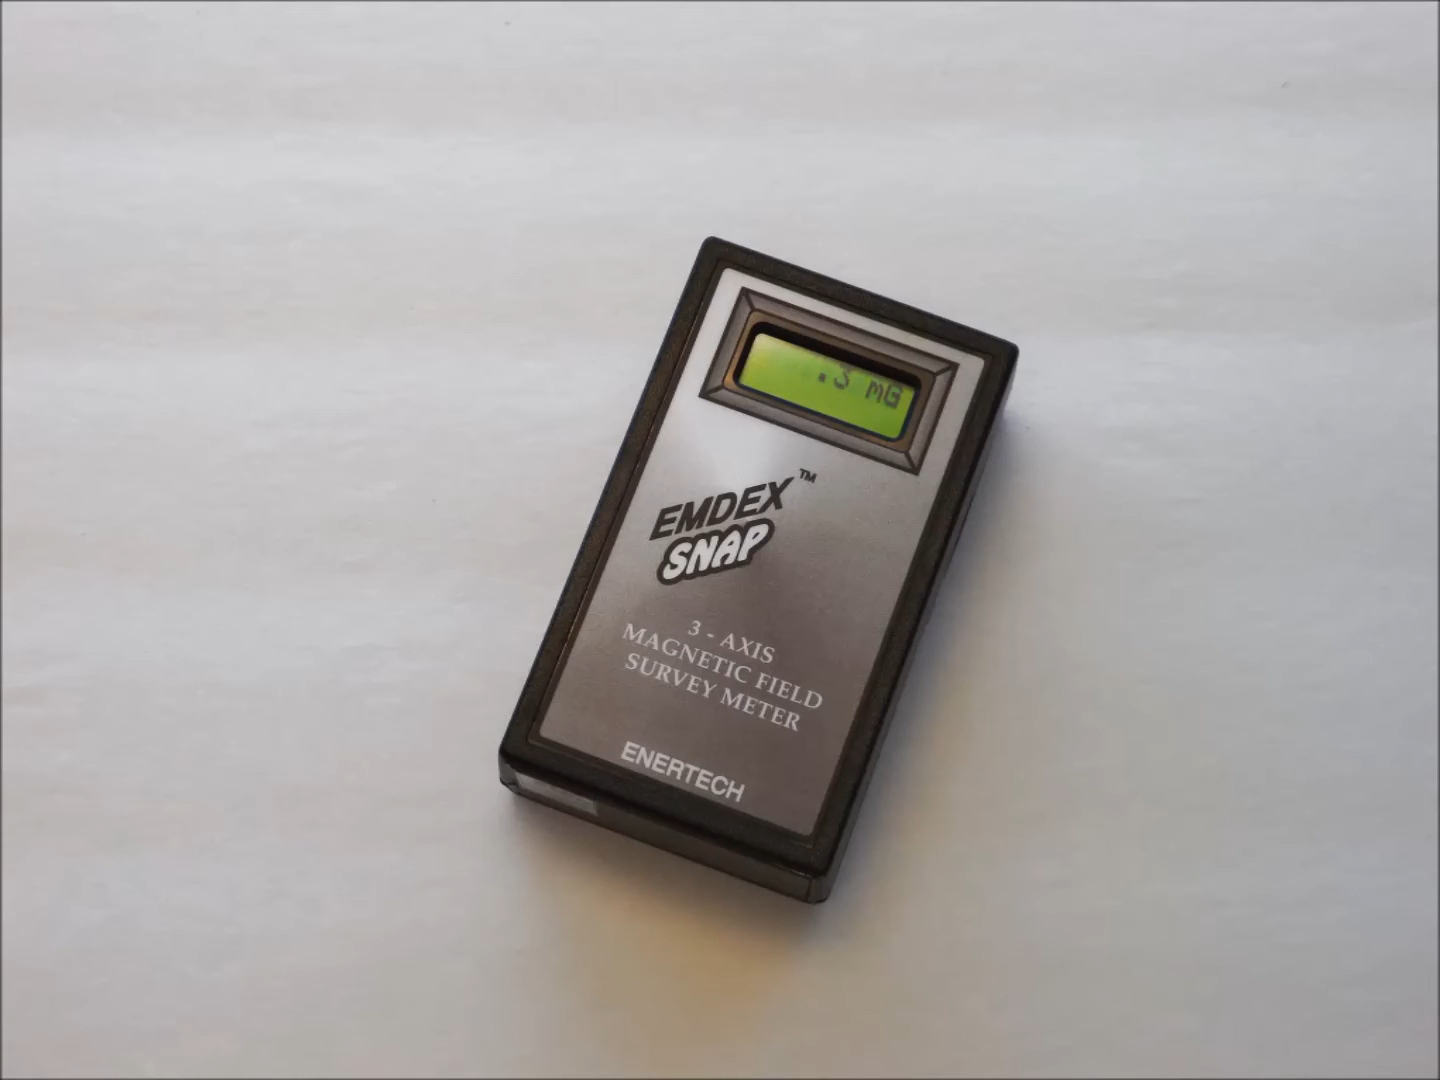 .3 mG
EMDEX™
SNAP
3 - AXIS
MAGNETIC FIELD
SURVEY METER
ENERTECH